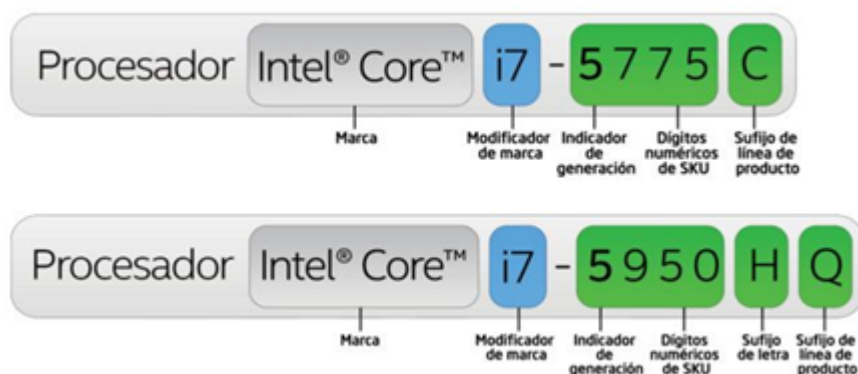 Procesador Intel® Core™ i7 - 5775 C
Marca Modificador de marca Indicador de generación Dígitos numéricos de SKU Sufijo de línea de producto
Procesador Intel® Core™ i7 - 5950 H Q
Marca Modificador de marca Indicador de generación Dígitos numéricos de SKU Sufijo de letra Sufijo de línea de producto